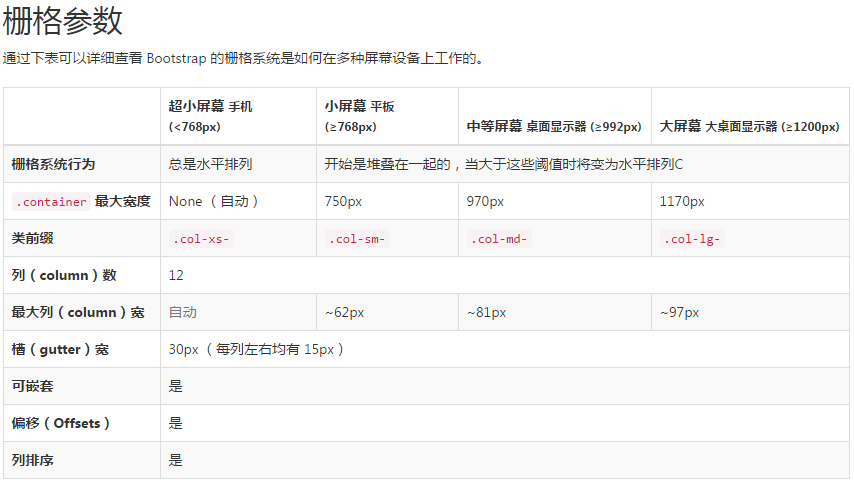 栅格参数
通过下表可以详细查看 Bootstrap 的栅格系统是如何在多种屏幕设备上工作的。
超小屏幕 手机 (<768px)
小屏幕 平板 (≥768px)
中等屏幕 桌面显示器 (≥992px)
大屏幕 大桌面显示器 (≥1200px)
栅格系统行为 总是水平排列 开始是堆叠在一起的，当大于这些阈值时将变为水平排列C
.container 最大宽度 None （自动） 750px 970px 1170px
类前缀 .col-xs- .col-sm- .col-md- .col-lg-
列（column）数 12
最大列（column）宽 自动 ~62px ~81px ~97px
槽（gutter）宽 30px （每列左右均有 15px）
可嵌套 是
偏移（Offsets） 是
列排序 是